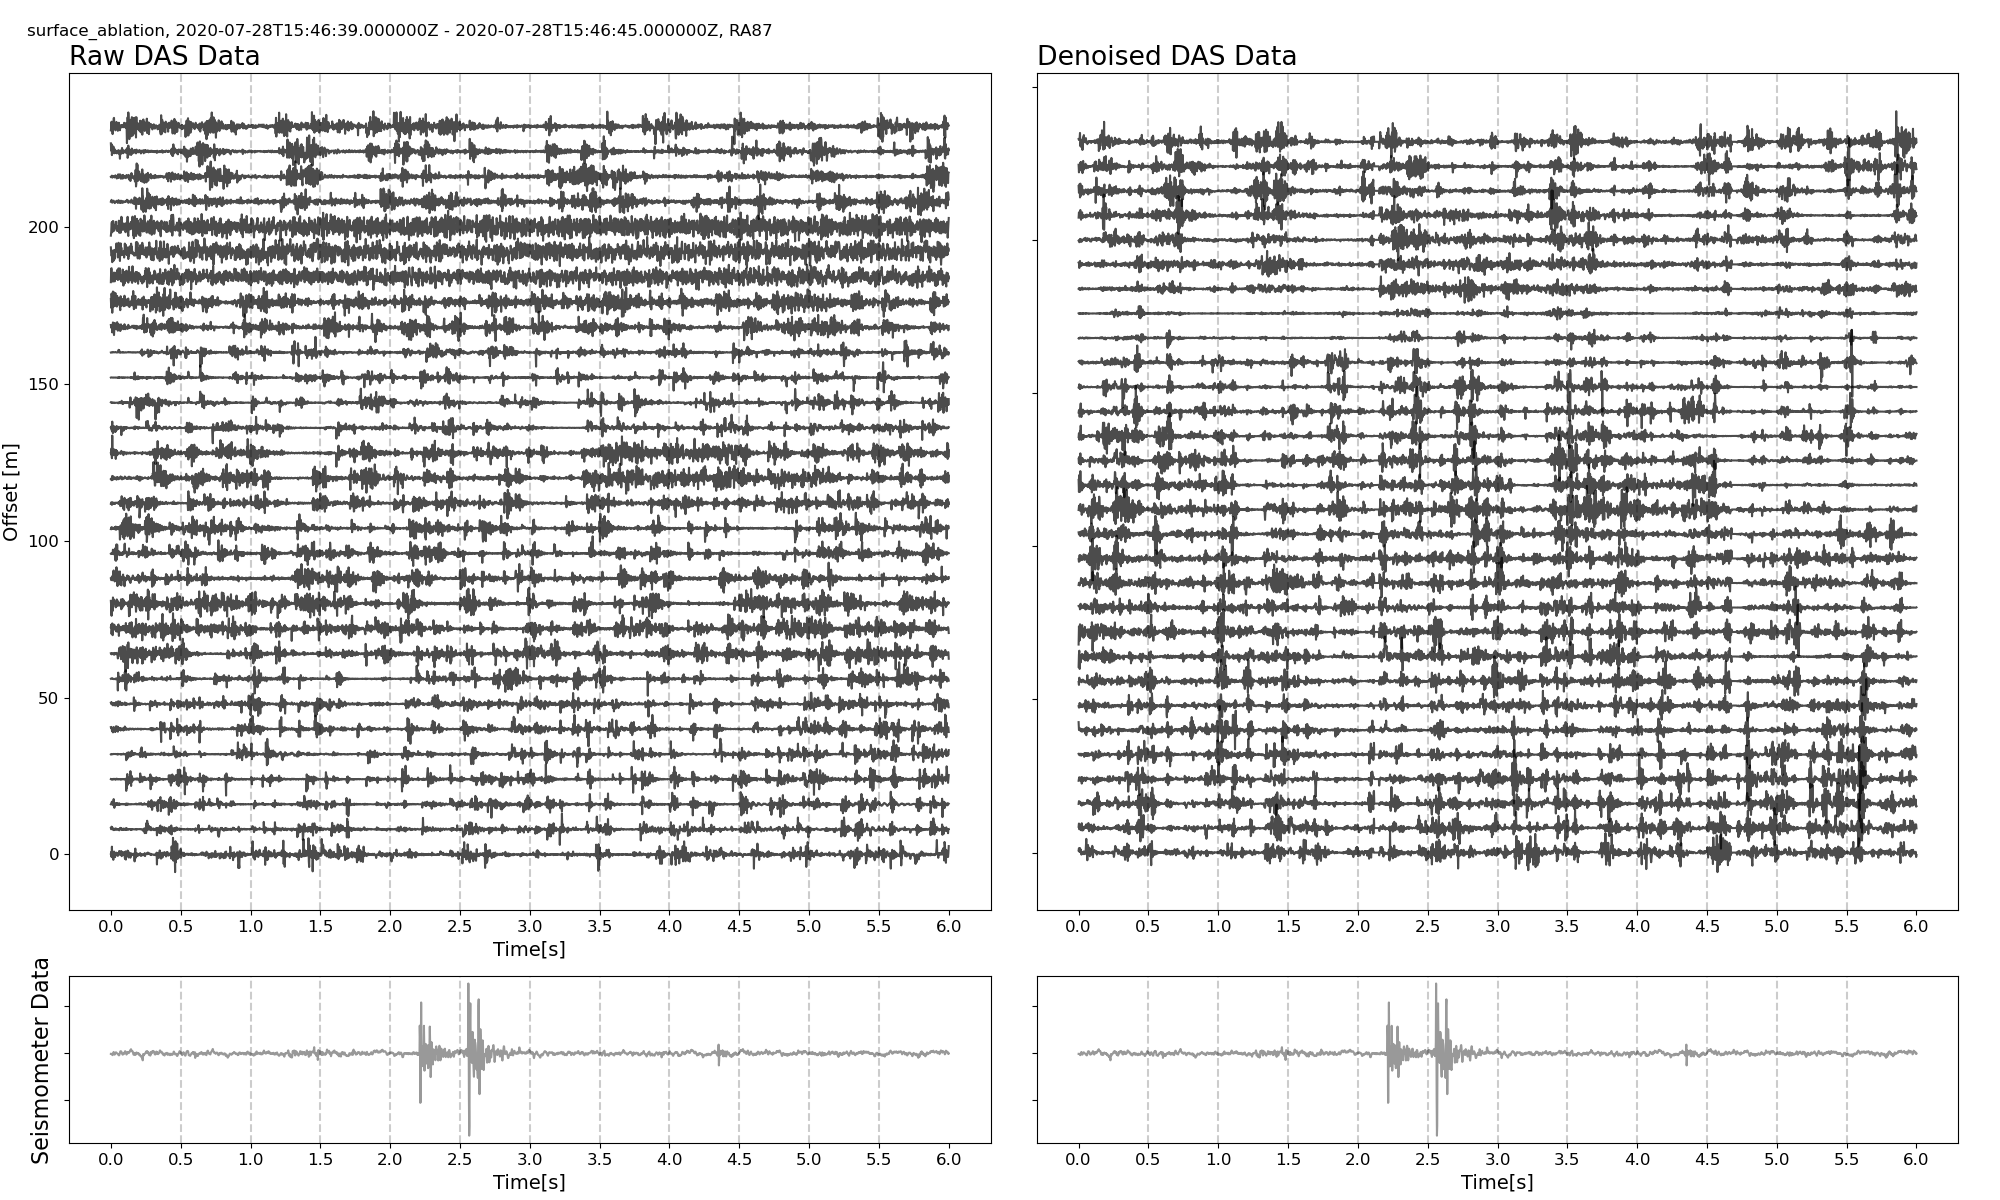 surface_ablation, 2020-07-28T15:46:39.000000Z - 2020-07-28T15:46:45.000000Z, RA87
Raw DAS Data
Denoised DAS Data
Offset [m]
200
150
100
50
0
0.0 0.5 1.0 1.5 2.0 2.5 3.0 3.5 4.0 4.5 5.0 5.5 6.0
Time[s]
0.0 0.5 1.0 1.5 2.0 2.5 3.0 3.5 4.0 4.5 5.0 5.5 6.0
Seismometer Data
0.0 0.5 1.0 1.5 2.0 2.5 3.0 3.5 4.0 4.5 5.0 5.5 6.0
Time[s]
0.0 0.5 1.0 1.5 2.0 2.5 3.0 3.5 4.0 4.5 5.0 5.5 6.0
Time[s]